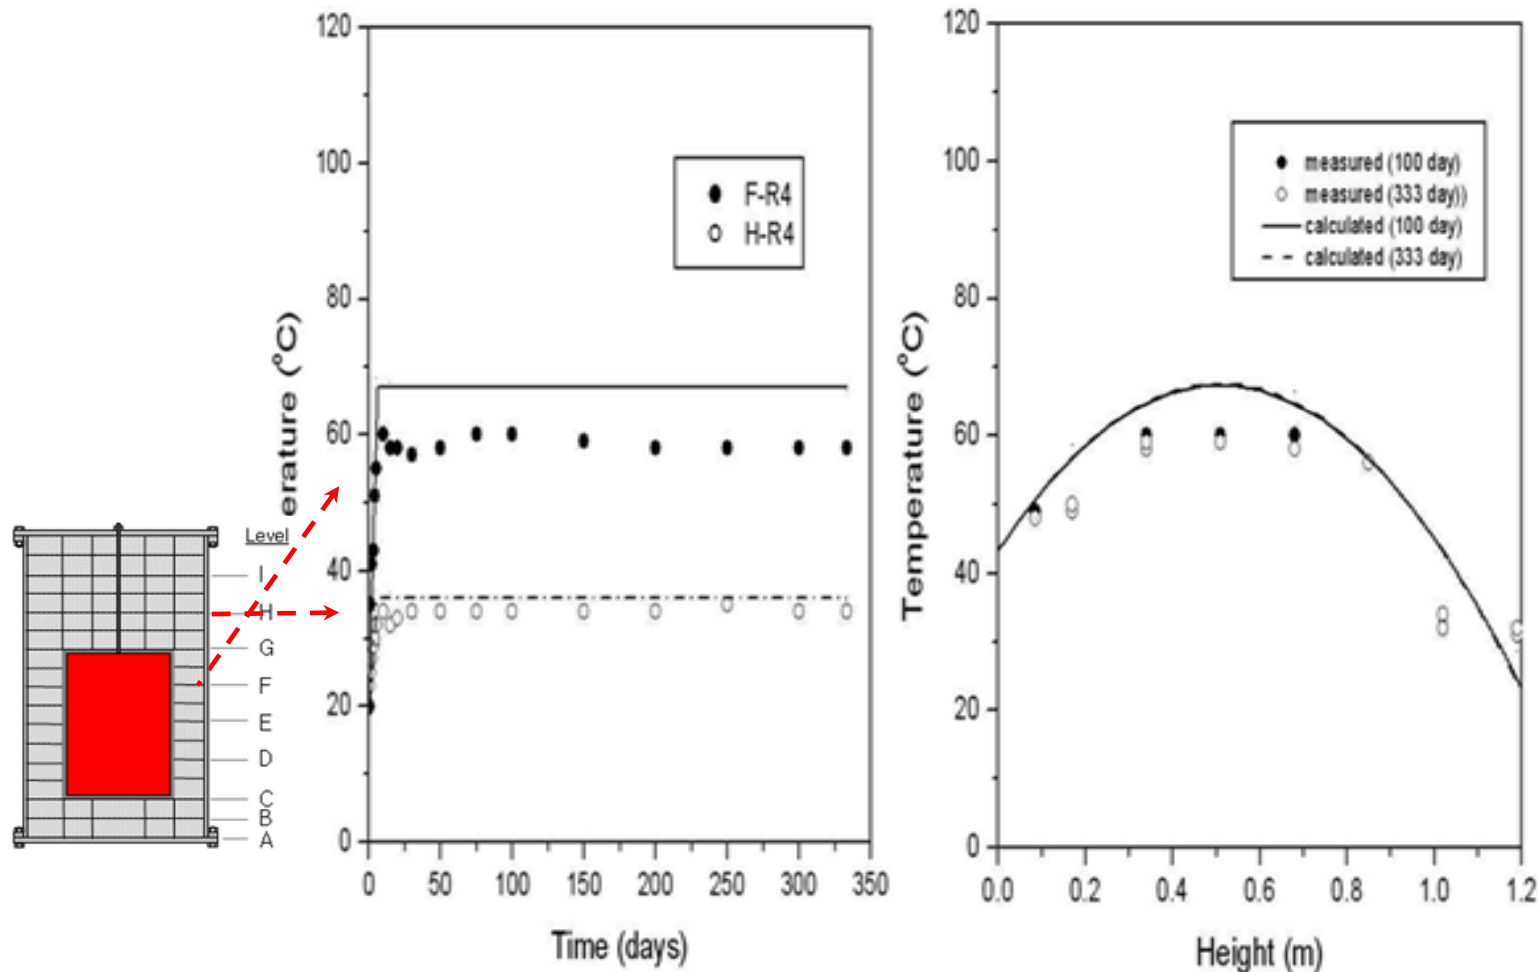 Level
I
H
G
F
E
D
C
B
A
120
100
80
60
40
20
0
erature (°C)
F-R4
H-R4
0 50 100 150 200 250 300 350
Time (days)
120
100
80
60
40
20
0
Temperature (°C)
measured (100 day)
measured (333 day))
calculated (100 day)
calculated (333 day)
0.0 0.2 0.4 0.6 0.8 1.0 1.2
Height (m)